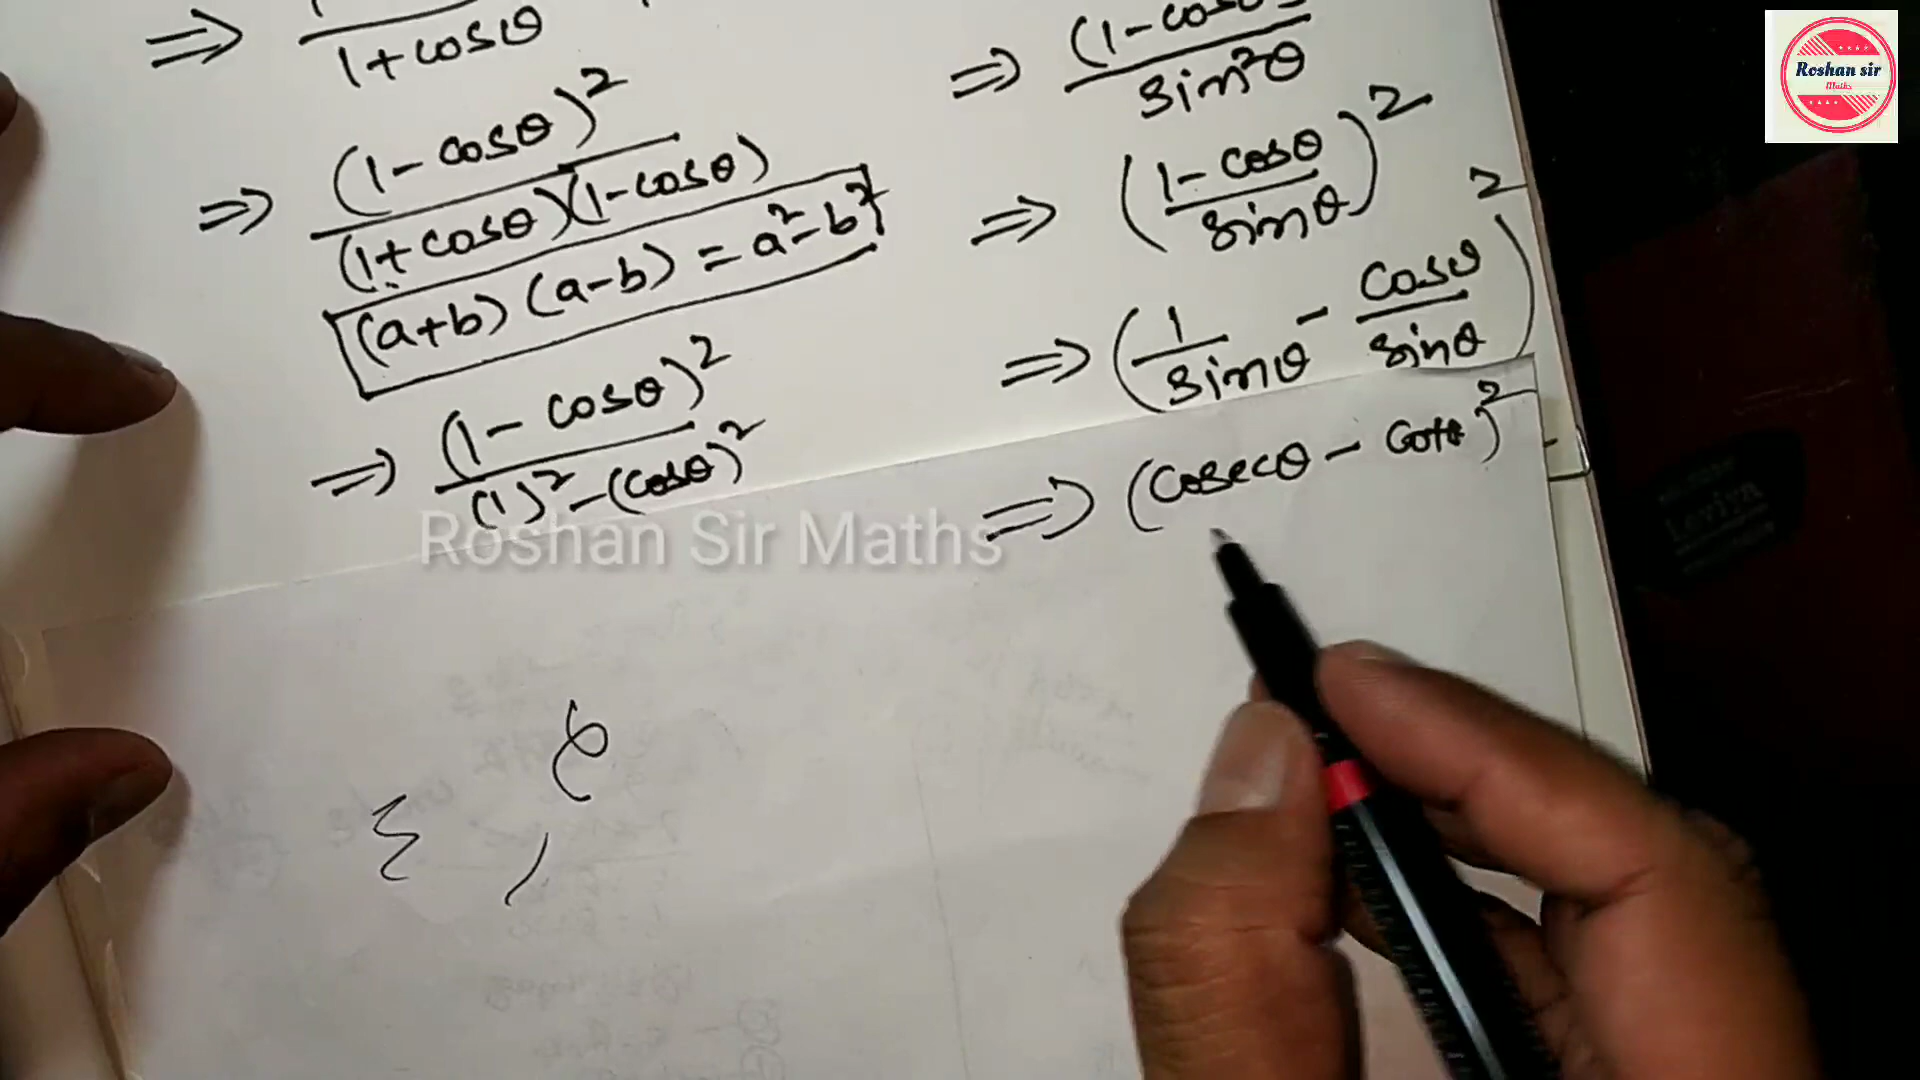 ⇒ 1+cosθ
⇒ (1-cosθ)² / (1+cosθ)(1-cosθ)
(a+b)(a-b) = a²-b²
⇒ (1-cosθ)² / (1)²-(cosθ)²
⇒ (1-cosθ / sin²θ
⇒ (1-cosθ / sinθ)²
⇒ (1/sinθ - cosθ/sinθ)²
⇒ (cosecθ - cotθ)²
Roshan Sir Maths
Roshan sir
Maths
Leviza